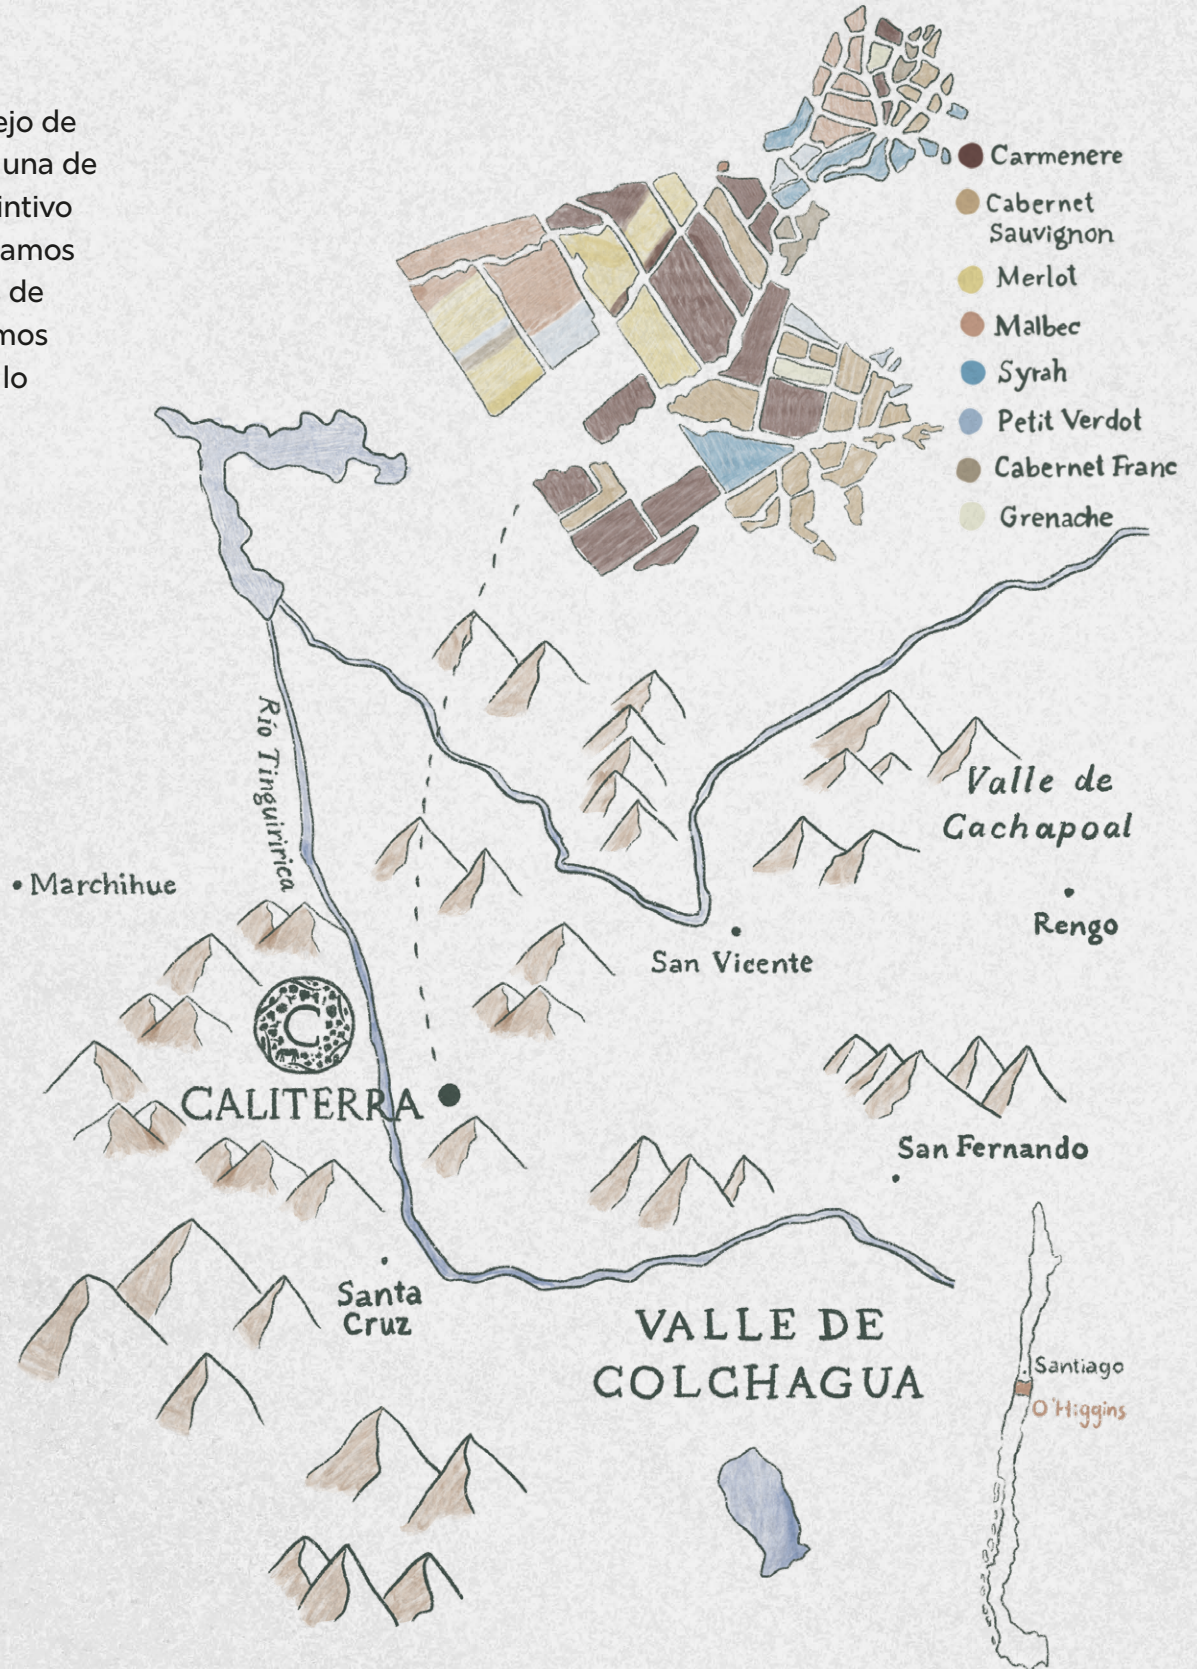 ejo de
una de
intivo
amos
de
mos
lo
Carmenere
Cabernet
Sauvignon
Merlot
Malbec
Syrah
Petit Verdot
Cabernet Franc
Grenache
Río Tinguiririca
Valle de
Cachapoal
Marchihue
Rengo
San Vicente
C
CALITERRA
San Fernando
Santa
Cruz
VALLE DE
COLCHAGUA
Santiago
O'Higgins